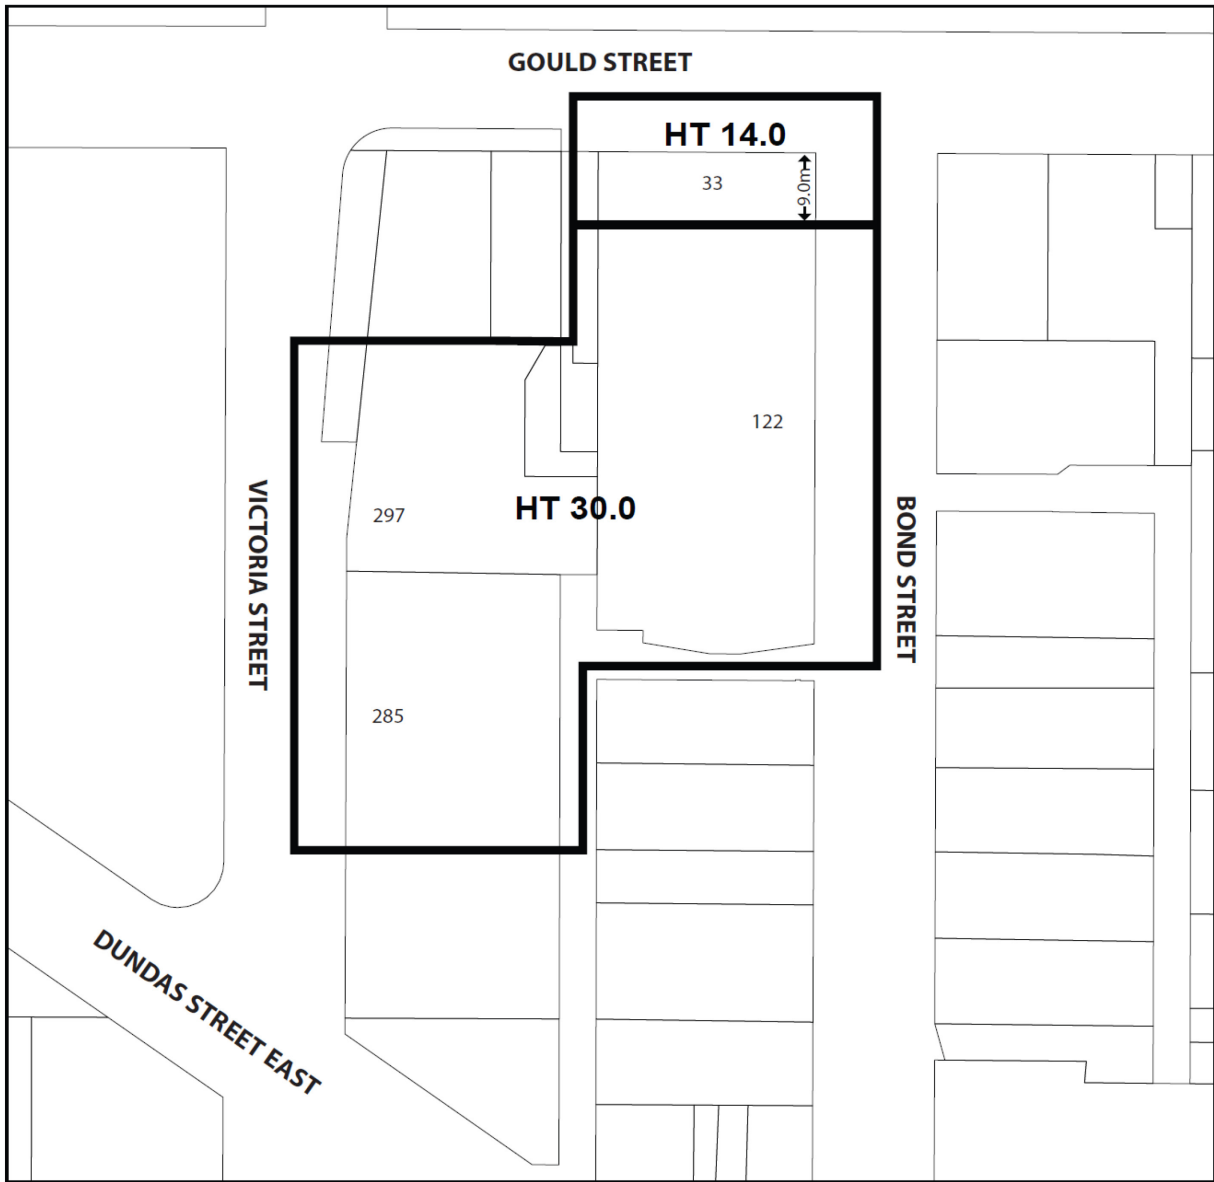 GOULD STREET
HT 14.0
33
9.0m
122
VICTORIA STREET
297
HT 30.0
BOND STREET
285
DUNDAS STREET EAST